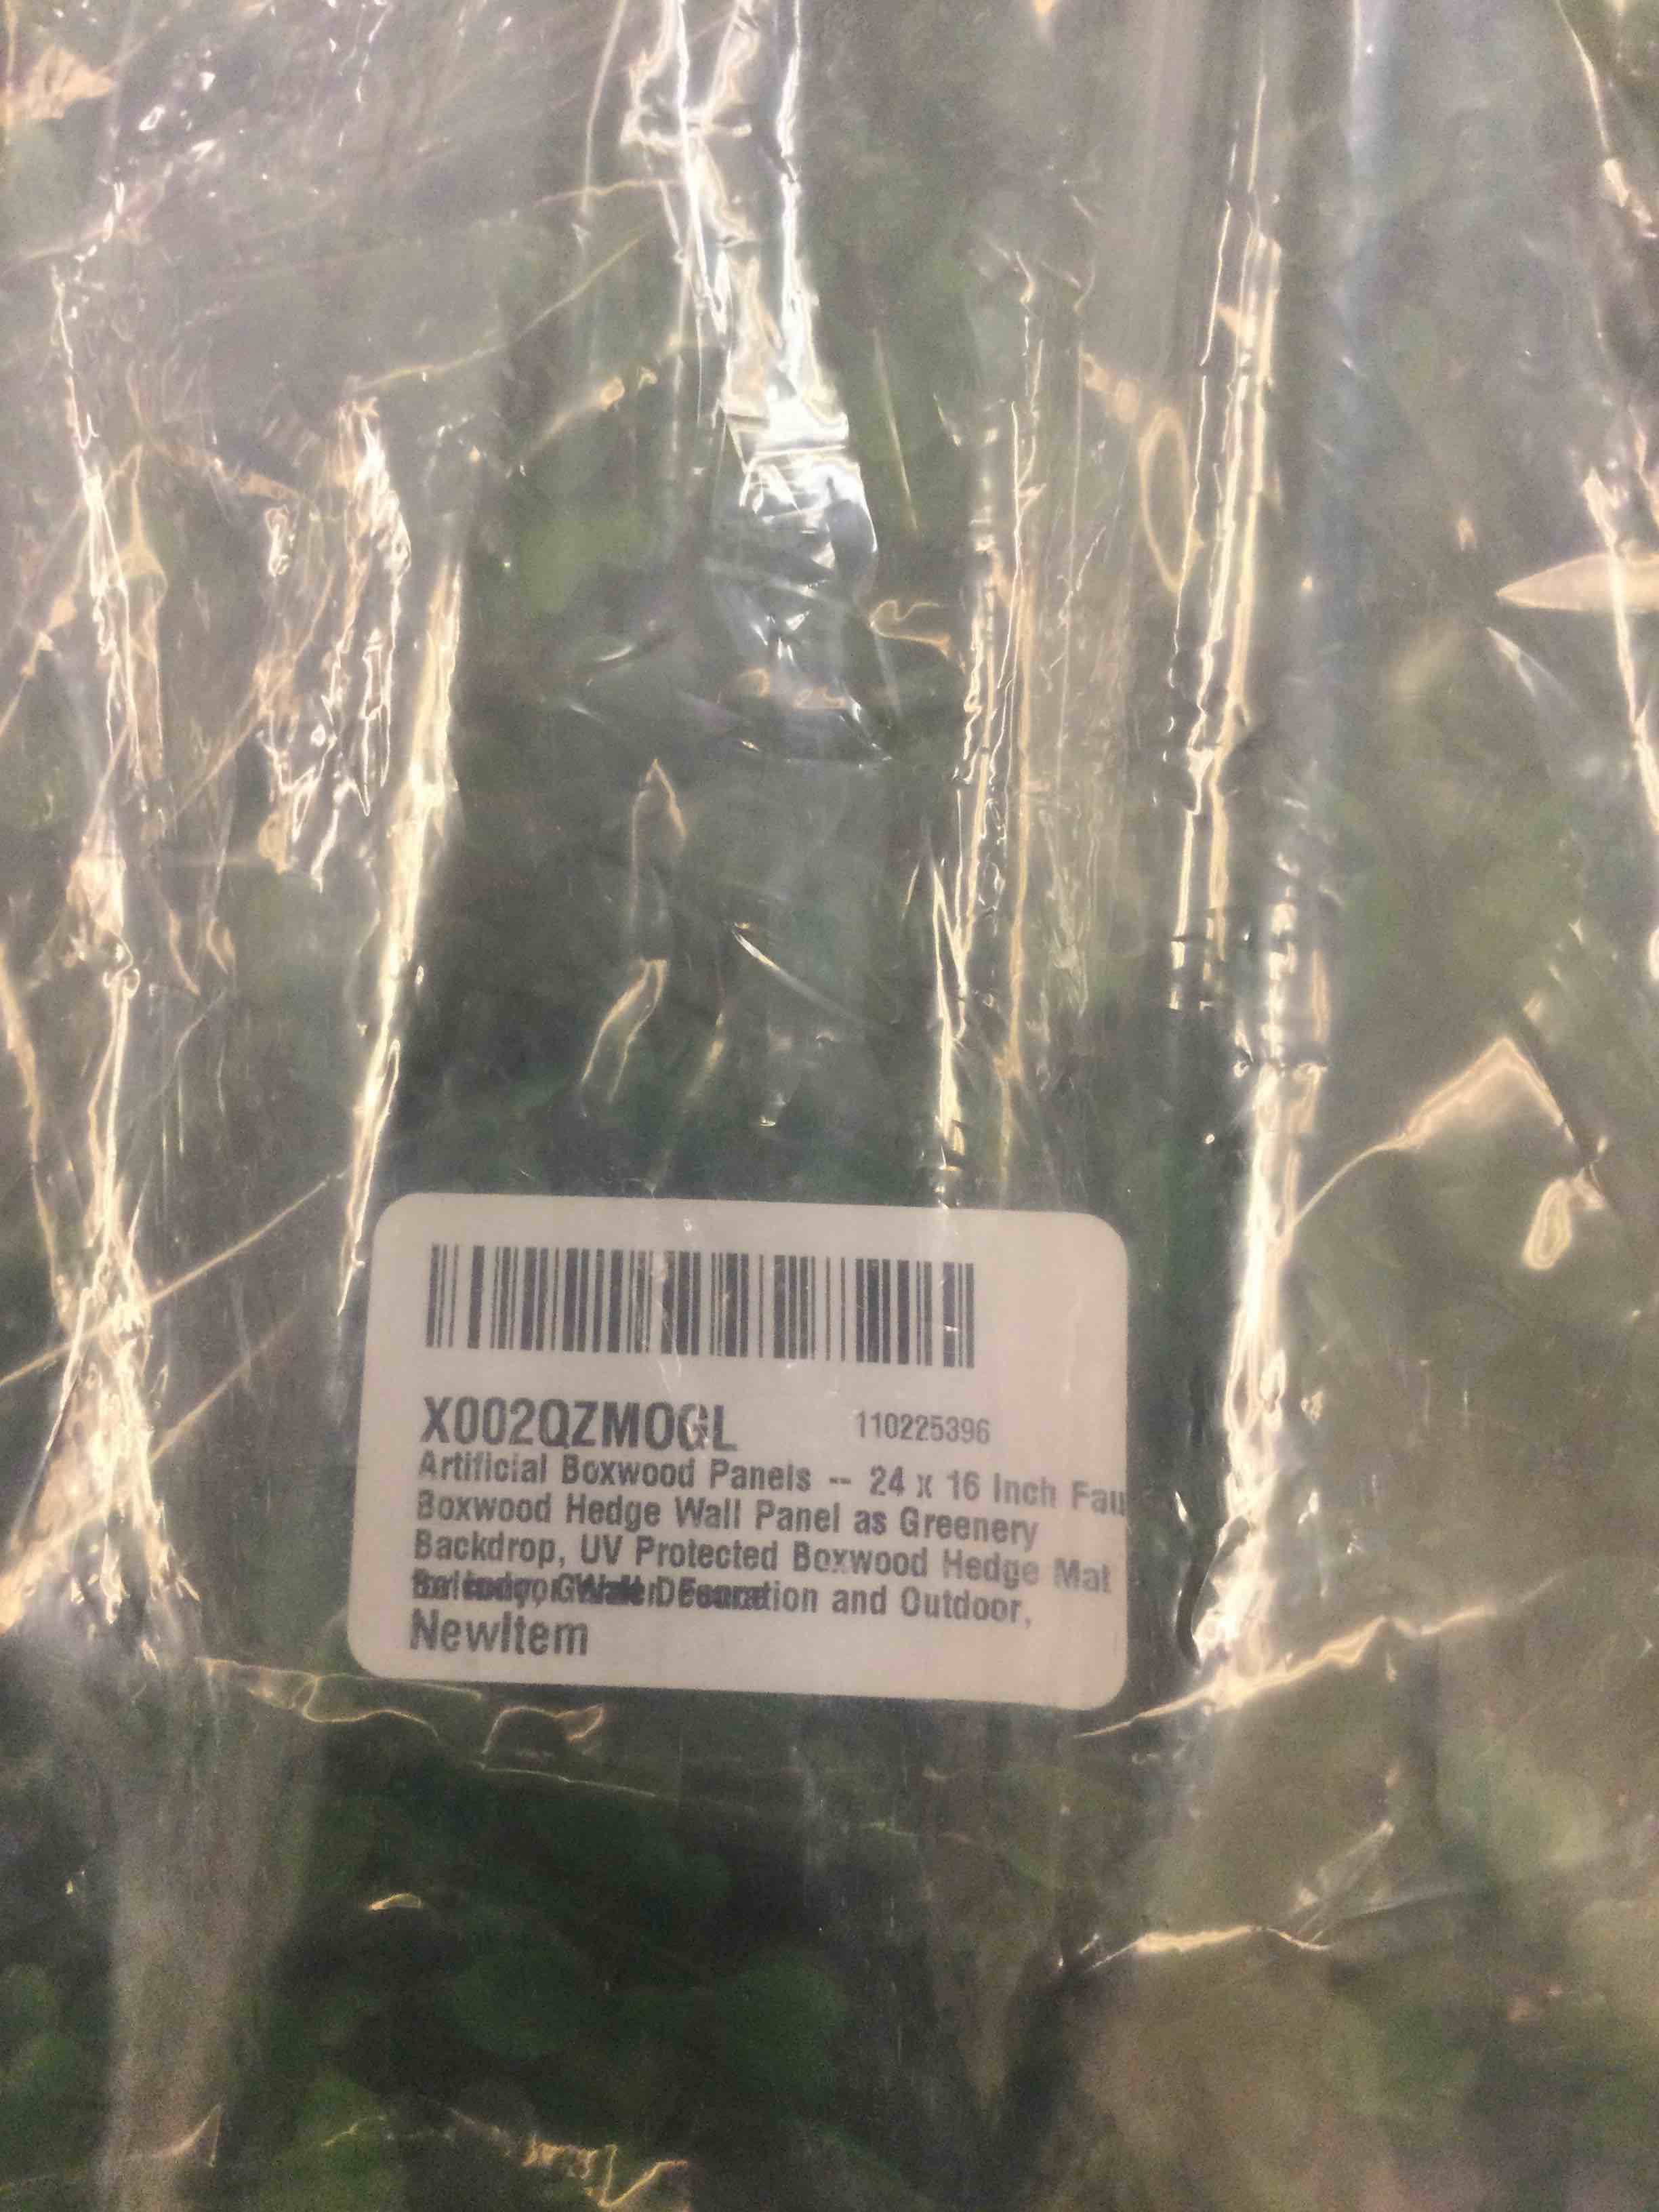 X002QZMOGL 110225396
Artificial Boxwood Panels -- 24 x 16 Inch Fau
Boxwood Hedge Wall Panel as Greenery
Backdrop, UV Protected Boxwood Hedge Mat
and Outdoor,
NewItem